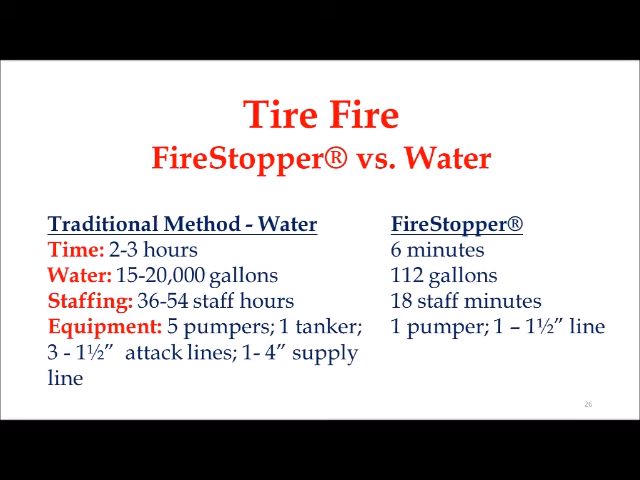 Tire Fire
FireStopper® vs. Water
Traditional Method - Water
Time: 2-3 hours
Water: 15-20,000 gallons
Staffing: 36-54 staff hours
Equipment: 5 pumpers; 1 tanker;
3 - 1½” attack lines; 1- 4” supply
line
FireStopper®
6 minutes
112 gallons
18 staff minutes
1 pumper; 1 – 1½” line
26